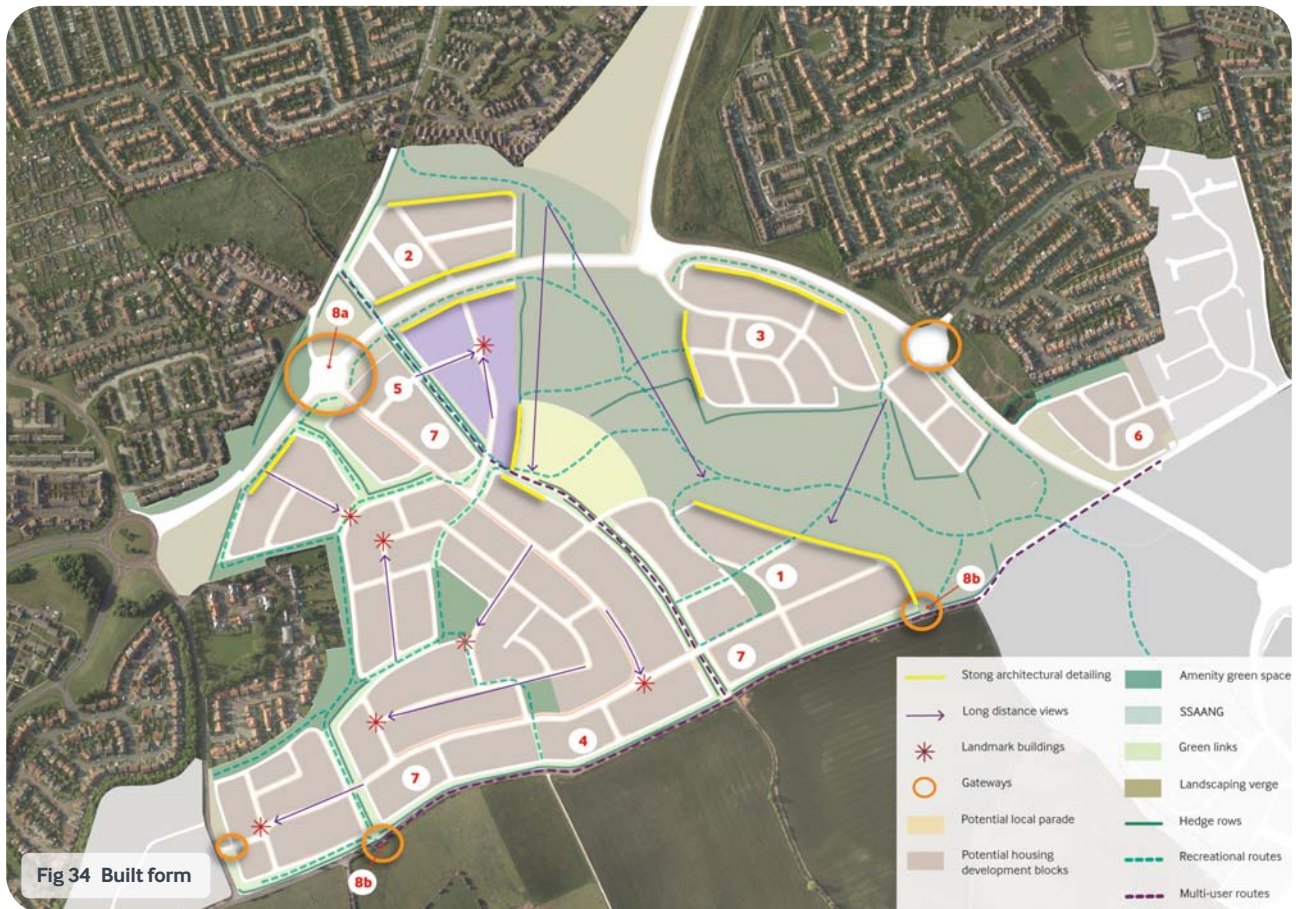 2
8a
3
5
7
6
1
8b
7
4
7
8b
Stong architectural detailing
Long distance views
Landmark buildings
Gateways
Potential local parade
Potential housing
development blocks
Amenity green space
SSAANG
Green links
Landscaping verge
Hedge rows
Recreational routes
Multi-user routes
Fig 34 Built form